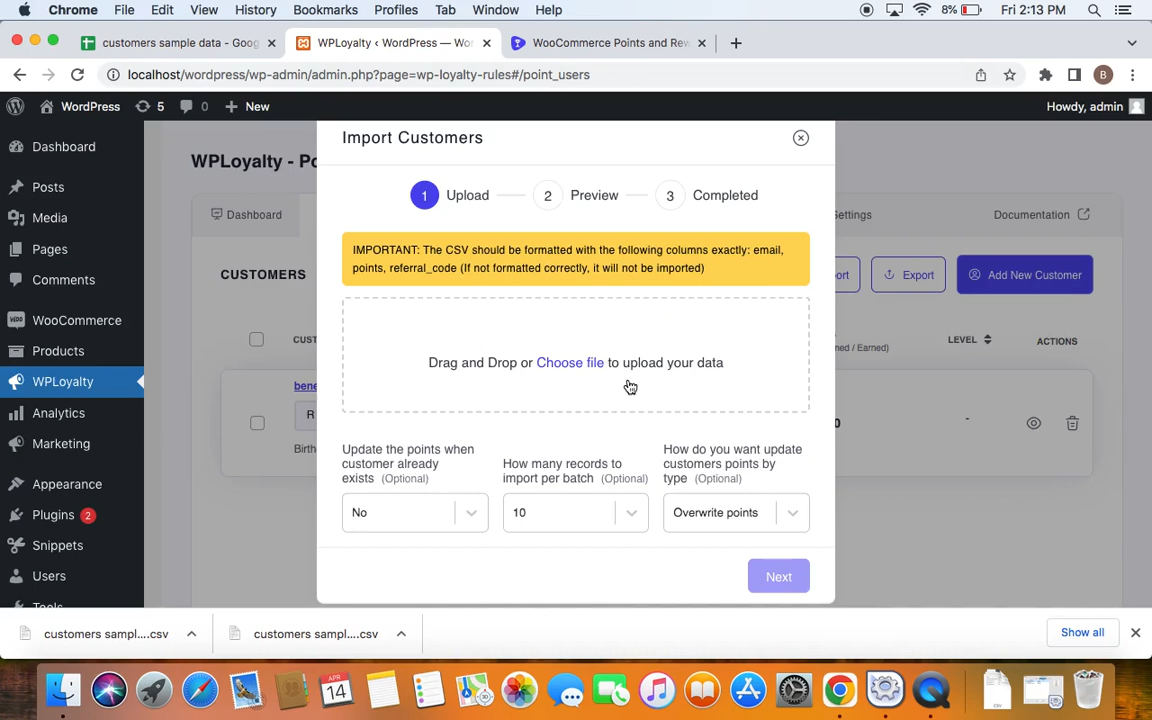 Chrome File Edit View History Bookmarks Profiles Tab Window Help 8% Fri 2:13 PM
customers sample data - Goog
WPLoyalty ‹ WordPress — Wor
WooCommerce Points and Rew
localhost/wordpress/wp-admin/admin.php?page=wp-loyalty-rules#/point_users
B
WordPress 5 0 New Howdy, admin
Dashboard
Posts
Media
Pages
Comments
WooCommerce
Products
WPLoyalty
Analytics
Marketing
Appearance
Plugins 2
Snippets
Users
Tools
WPLoyalty - Po
Dashboard
Settings
Documentation
CUSTOMERS
ort
Export
Add New Customer
CUST
ned / Earned)
LEVEL
ACTIONS
bene
R
0
-
Birth
Import Customers
1 Upload
2 Preview
3 Completed
IMPORTANT: The CSV should be formatted with the following columns exactly: email,
points, referral_code (If not formatted correctly, it will not be imported)
Drag and Drop or Choose file to upload your data
Update the points when
customer already
exists (Optional)
No
How many records to
import per batch (Optional)
10
How do you want update
customers points by
type (Optional)
Overwrite points
Next
customers sampl....csv
customers sampl....csv
Show all
APR
14